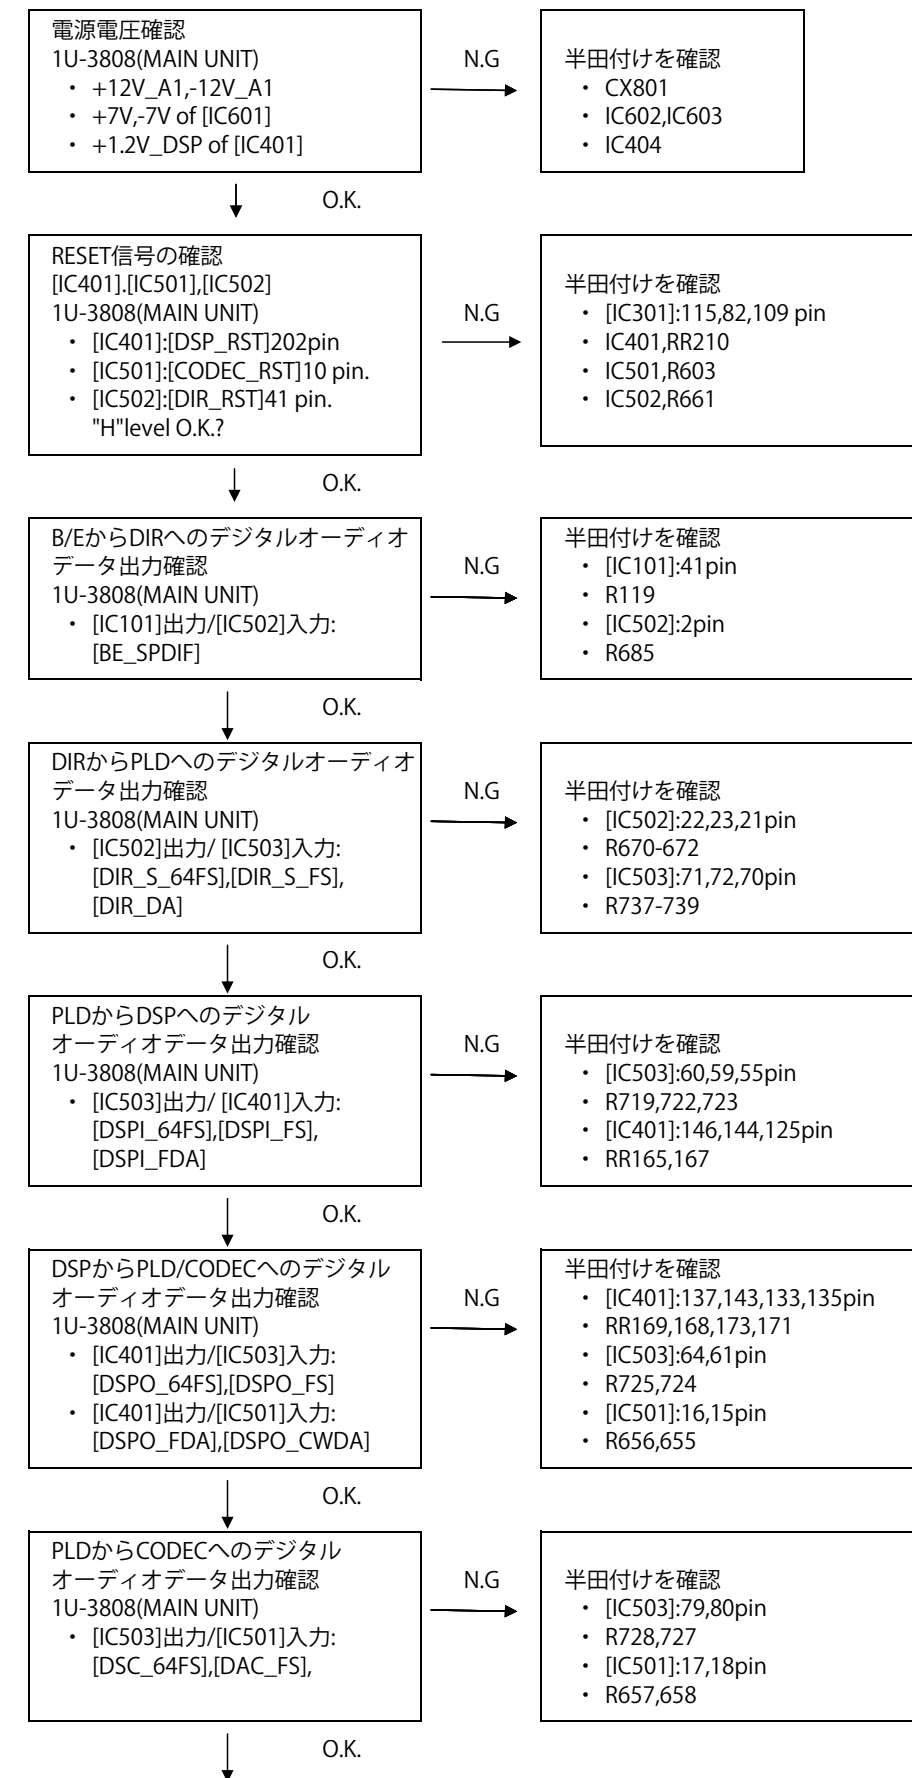 電源電圧確認
1U-3808(MAIN UNIT)
・ +12V_A1,-12V_A1
・ +7V,-7V of [IC601]
・ +1.2V_DSP of [IC401]
N.G
半田付けを確認
・ CX801
・ IC602,IC603
・ IC404
O.K.
RESET信号の確認
[IC401].[IC501],[IC502]
1U-3808(MAIN UNIT)
・ [IC401]:[DSP_RST]202pin
・ [IC501]:[CODEC_RST]10 pin.
・ [IC502]:[DIR_RST]41 pin.
"H"level O.K.?
N.G
半田付けを確認
・ [IC301]:115,82,109 pin
・ IC401,RR210
・ IC501,R603
・ IC502,R661
O.K.
B/EからDIRへのデジタルオーディオ
データ出力確認
1U-3808(MAIN UNIT)
・ [IC101]出力/[IC502]入力:
[BE_SPDIF]
N.G
半田付けを確認
・ [IC101]:41pin
・ R119
・ [IC502]:2pin
・ R685
O.K.
DIRからPLDへのデジタルオーディオ
データ出力確認
1U-3808(MAIN UNIT)
・ [IC502]出力/ [IC503]入力:
[DIR_S_64FS],[DIR_S_FS],
[DIR_DA]
N.G
半田付けを確認
・ [IC502]:22,23,21pin
・ R670-672
・ [IC503]:71,72,70pin
・ R737-739
O.K.
PLDからDSPへのデジタル
オーディオデータ出力確認
1U-3808(MAIN UNIT)
・ [IC503]出力/ [IC401]入力:
[DSPI_64FS],[DSPI_FS],
[DSPI_FDA]
N.G
半田付けを確認
・ [IC503]:60,59,55pin
・ R719,722,723
・ [IC401]:146,144,125pin
・ RR165,167
O.K.
DSPからPLD/CODECへのデジタル
オーディオデータ出力確認
1U-3808(MAIN UNIT)
・ [IC401]出力/[IC503]入力:
[DSPO_64FS],[DSPO_FS]
・ [IC401]出力/[IC501]入力:
[DSPO_FDA],[DSPO_CWDA]
N.G
半田付けを確認
・ [IC401]:137,143,133,135pin
・ RR169,168,173,171
・ [IC503]:64,61pin
・ R725,724
・ [IC501]:16,15pin
・ R656,655
O.K.
PLDからCODECへのデジタル
オーディオデータ出力確認
1U-3808(MAIN UNIT)
・ [IC503]出力/[IC501]入力:
[DSC_64FS],[DAC_FS],
N.G
半田付けを確認
・ [IC503]:79,80pin
・ R728,727
・ [IC501]:17,18pin
・ R657,658
O.K.